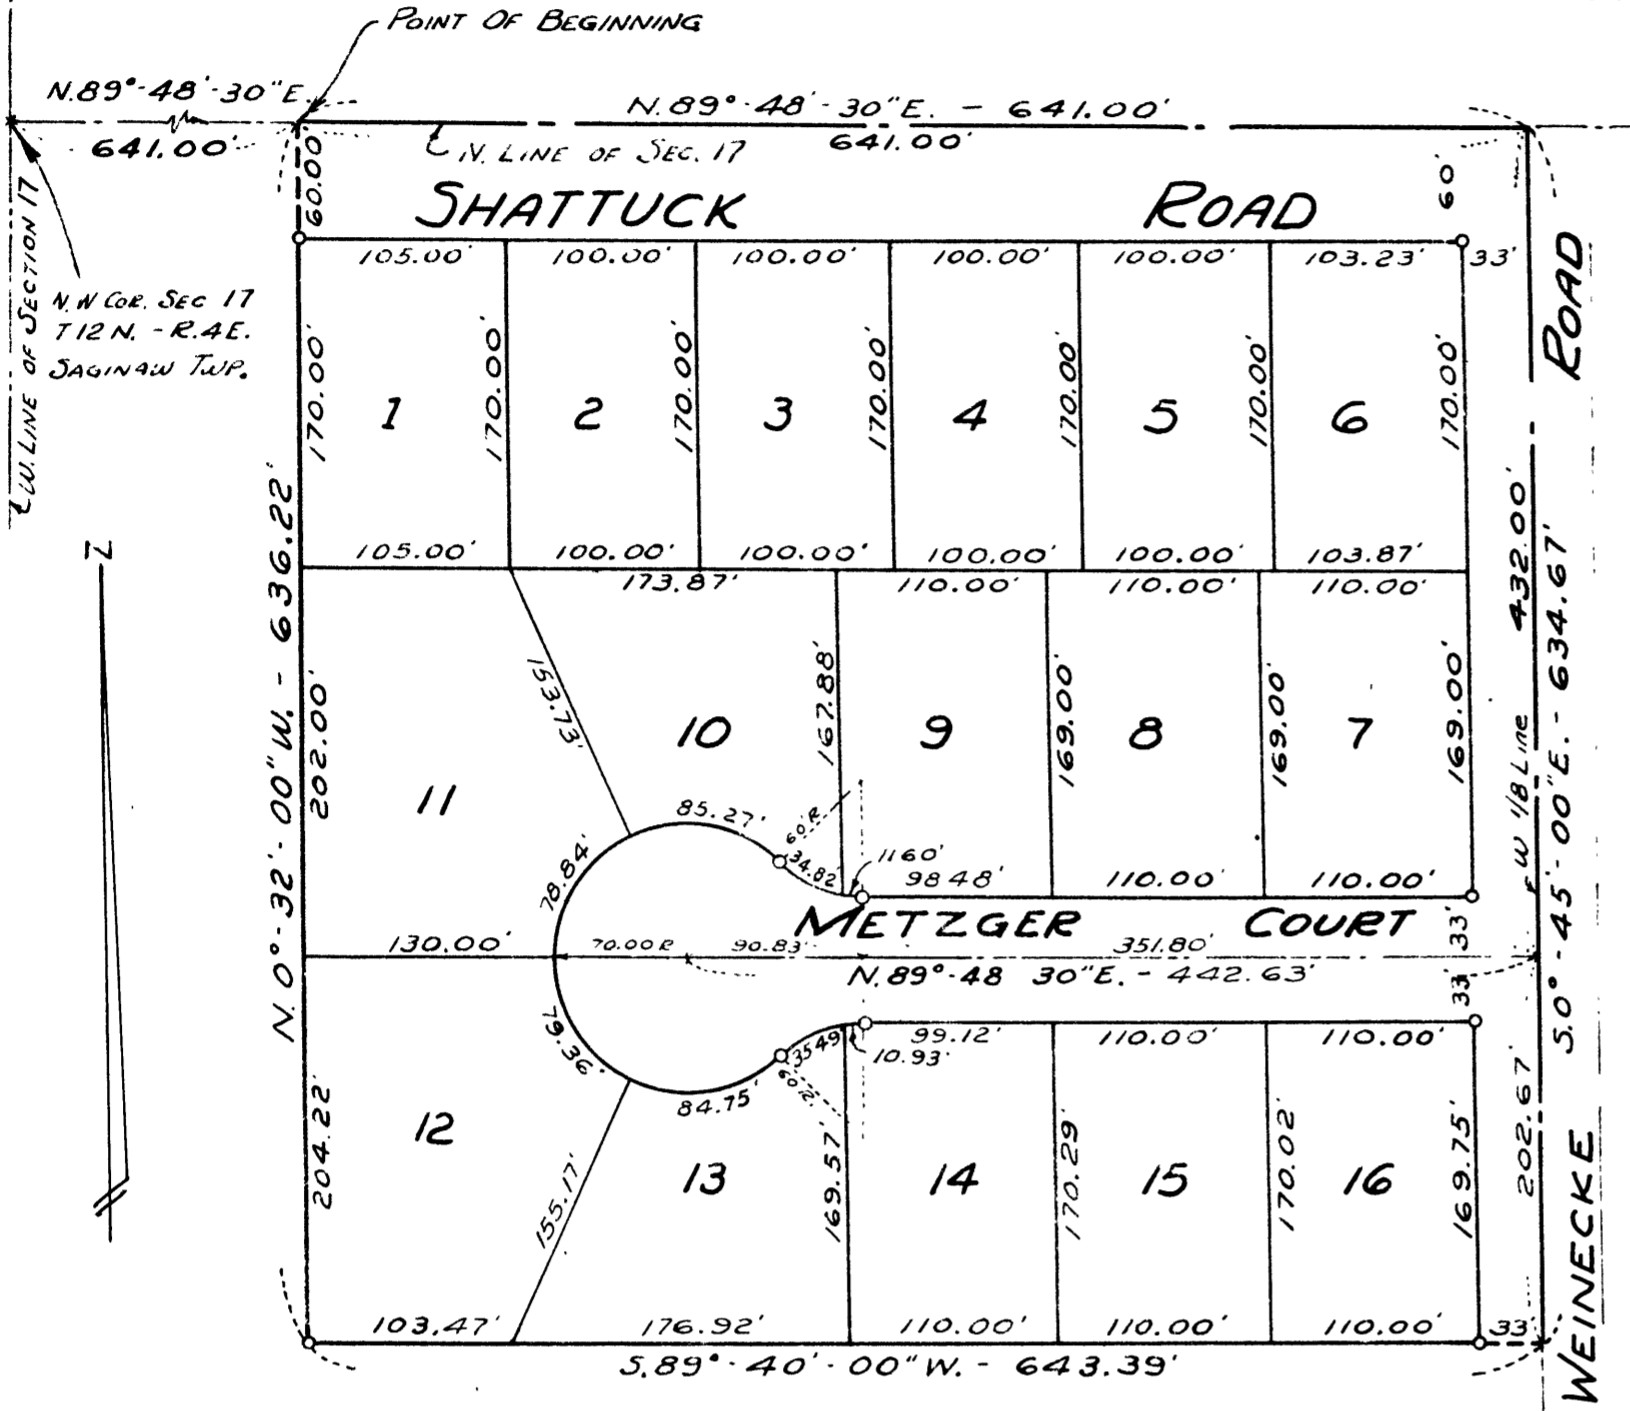 POINT OF BEGINNING
N.89°-48'-30"E.
641.00'
N.89°-48'-30"E. - 641.00'
641.00'
N. LINE OF SEC. 17
60.00
60'
SHATTUCK ROAD
105.00' 100.00' 100.00' 100.00' 100.00' 103.23' 33'
W. LINE OF SECTION 17
N.W COR. SEC 17
T12N. - R.4E.
SAGINAW TWP.
170.00' 170.00' 170.00' 170.00' 170.00' 170.00' 170.00'
1 2 3 4 5 6
105.00' 100.00' 100.00' 100.00' 100.00' 103.87'
173.87' 110.00' 110.00' 110.00'
N
N.0°-32'-00"W. - 636.22'
202.00'
153.73'
167.88'
169.00' 169.00' 169.00'
11 10 9 8 7
432.00'
W 1/8 Line
S.0°-45'-00"E. - 634.67'
85.27'
60'R
34.82'
78.84'
1160'
98 48' 110.00' 110.00'
METZGER COURT
33'
130.00' 70.00 R 90.83' 351.80'
N.89°-48 30"E. - 442.63'
33'
79.36'
3549'
60'R.
84.75'
99.12' 110.00' 110.00'
10.93'
204.22'
155.17'
169.57' 170.29' 170.02' 169.75'
202.67'
12 13 14 15 16
103.47' 176.92' 110.00' 110.00' 110.00' 33'
S.89°-40'-00"W. - 643.39'
WEINECKE ROAD